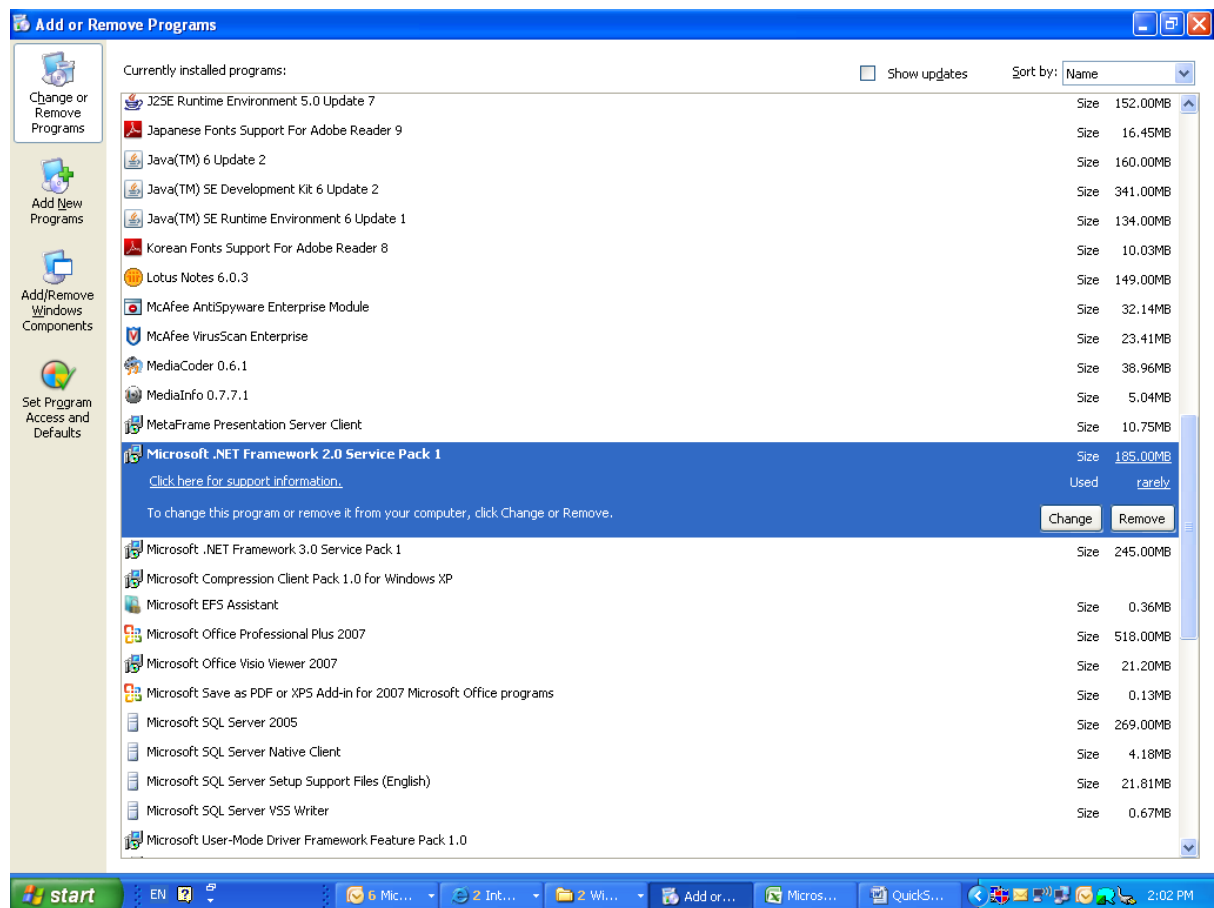 Add or Remove Programs
Change or
Remove
Programs
Add New
Programs
Add/Remove
Windows
Components
Set Program
Access and
Defaults
Currently installed programs:
Show updates
Sort by: Name
J2SE Runtime Environment 5.0 Update 7 Size 152.00MB
Japanese Fonts Support For Adobe Reader 9 Size 16.45MB
Java(TM) 6 Update 2 Size 160.00MB
Java(TM) SE Development Kit 6 Update 2 Size 341.00MB
Java(TM) SE Runtime Environment 6 Update 1 Size 134.00MB
Korean Fonts Support For Adobe Reader 8 Size 10.03MB
Lotus Notes 6.0.3 Size 149.00MB
McAfee AntiSpyware Enterprise Module Size 32.14MB
McAfee VirusScan Enterprise Size 23.41MB
MediaCoder 0.6.1 Size 38.96MB
MediaInfo 0.7.7.1 Size 5.04MB
MetaFrame Presentation Server Client Size 10.75MB
Microsoft .NET Framework 2.0 Service Pack 1 Size 185.00MB
Click here for support information. Used rarely
To change this program or remove it from your computer, click Change or Remove. Change Remove
Microsoft .NET Framework 3.0 Service Pack 1 Size 245.00MB
Microsoft Compression Client Pack 1.0 for Windows XP
Microsoft EFS Assistant Size 0.36MB
Microsoft Office Professional Plus 2007 Size 518.00MB
Microsoft Office Visio Viewer 2007 Size 21.20MB
Microsoft Save as PDF or XPS Add-in for 2007 Microsoft Office programs Size 0.13MB
Microsoft SQL Server 2005 Size 269.00MB
Microsoft SQL Server Native Client Size 4.18MB
Microsoft SQL Server Setup Support Files (English) Size 21.81MB
Microsoft SQL Server VSS Writer Size 0.67MB
Microsoft User-Mode Driver Framework Feature Pack 1.0
start EN 6 Mic... 2 Int... 2 Wi... Add or... Micros... QuickS... 2:02 PM